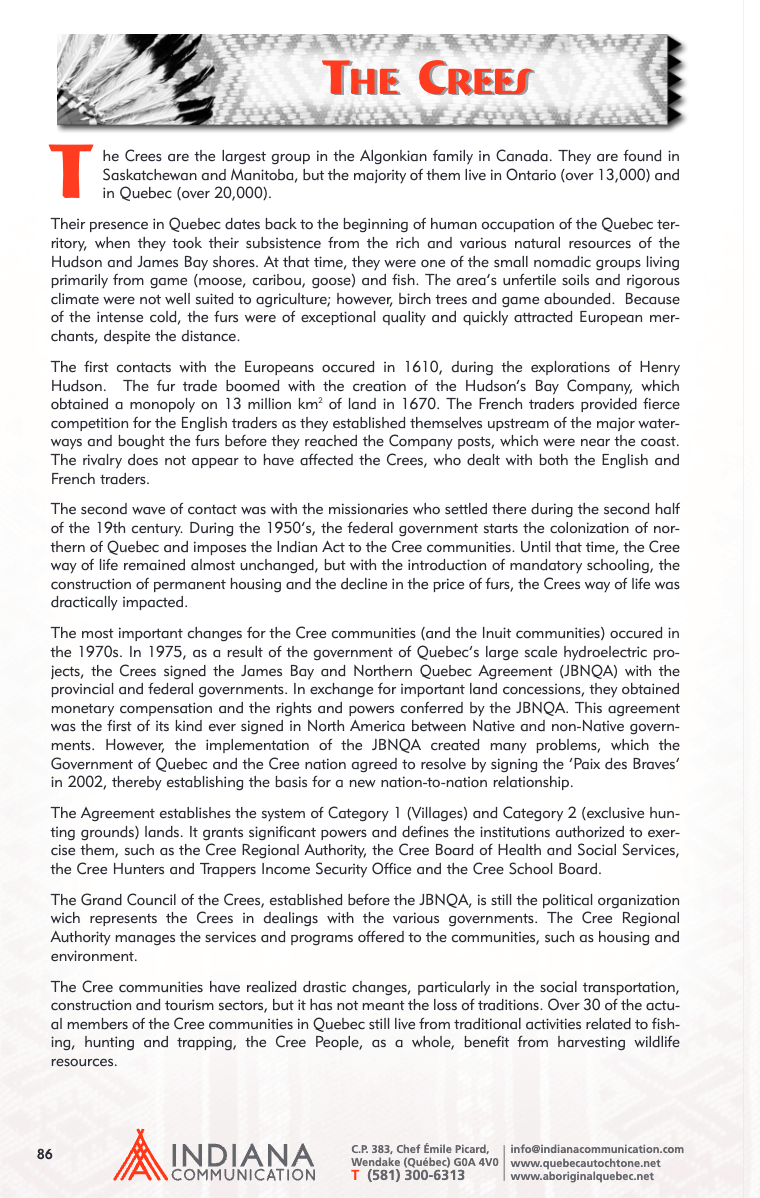 THE CREES
The Crees are the largest group in the Algonkian family in Canada. They are found in
Saskatchewan and Manitoba, but the majority of them live in Ontario (over 13,000) and
in Quebec (over 20,000).
Their presence in Quebec dates back to the beginning of human occupation of the Quebec ter-
ritory, when they took their subsistence from the rich and various natural resources of the
Hudson and James Bay shores. At that time, they were one of the small nomadic groups living
primarily from game (moose, caribou, goose) and fish. The area's unfertile soils and rigorous
climate were not well suited to agriculture; however, birch trees and game abounded. Because
of the intense cold, the furs were of exceptional quality and quickly attracted European mer-
chants, despite the distance.
The first contacts with the Europeans occured in 1610, during the explorations of Henry
Hudson. The fur trade boomed with the creation of the Hudson's Bay Company, which
obtained a monopoly on 13 million km² of land in 1670. The French traders provided fierce
competition for the English traders as they established themselves upstream of the major water-
ways and bought the furs before they reached the Company posts, which were near the coast.
The rivalry does not appear to have affected the Crees, who dealt with both the English and
French traders.
The second wave of contact was with the missionaries who settled there during the second half
of the 19th century. During the 1950's, the federal government starts the colonization of nor-
thern of Quebec and imposes the Indian Act to the Cree communities. Until that time, the Cree
way of life remained almost unchanged, but with the introduction of mandatory schooling, the
construction of permanent housing and the decline in the price of furs, the Crees way of life was
dractically impacted.
The most important changes for the Cree communities (and the Inuit communities) occured in
the 1970s. In 1975, as a result of the government of Quebec's large scale hydroelectric pro-
jects, the Crees signed the James Bay and Northern Quebec Agreement (JBNQA) with the
provincial and federal governments. In exchange for important land concessions, they obtained
monetary compensation and the rights and powers conferred by the JBNQA. This agreement
was the first of its kind ever signed in North America between Native and non-Native govern-
ments. However, the implementation of the JBNQA created many problems, which the
Government of Quebec and the Cree nation agreed to resolve by signing the 'Paix des Braves'
in 2002, thereby establishing the basis for a new nation-to-nation relationship.
The Agreement establishes the system of Category 1 (Villages) and Category 2 (exclusive hun-
ting grounds) lands. It grants significant powers and defines the institutions authorized to exer-
cise them, such as the Cree Regional Authority, the Cree Board of Health and Social Services,
the Cree Hunters and Trappers Income Security Office and the Cree School Board.
The Grand Council of the Crees, established before the JBNQA, is still the political organization
wich represents the Crees in dealings with the various governments. The Cree Regional
Authority manages the services and programs offered to the communities, such as housing and
environment.
The Cree communities have realized drastic changes, particularly in the social transportation,
construction and tourism sectors, but it has not meant the loss of traditions. Over 30 of the actu-
al members of the Cree communities in Quebec still live from traditional activities related to fish-
ing, hunting and trapping, the Cree People, as a whole, benefit from harvesting wildlife
resources.
86
INDIANA
COMMUNICATION
C.P. 383, Chef Émile Picard,
Wendake (Québec) G0A 4V0
T (581) 300-6313
info@indianacommunication.com
www.quebecautochtone.net
www.aboriginalquebec.net